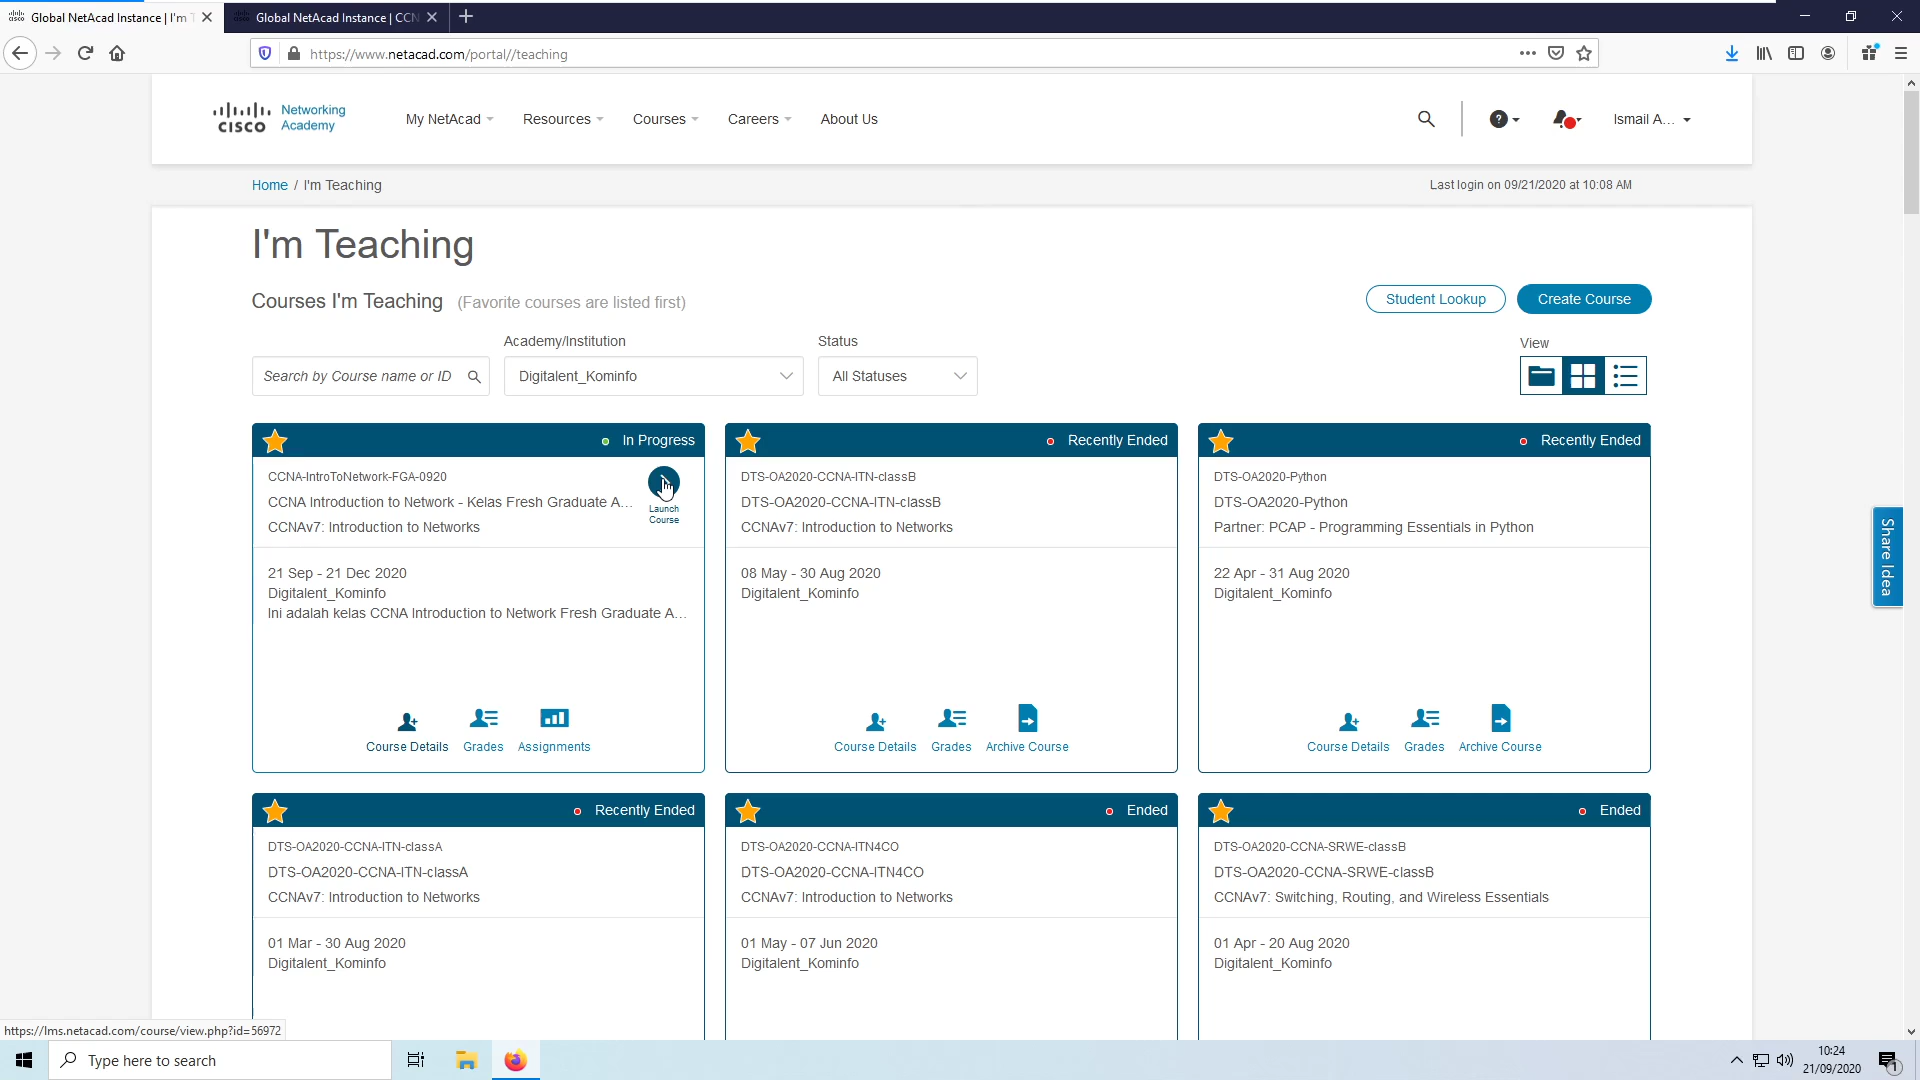 Global NetAcad Instance | I'm T
Global NetAcad Instance | CCN
https://www.netacad.com/portal//teaching
CISCO
Networking
Academy
My NetAcad
Resources
Courses
Careers
About Us
Ismail A...
Home / I'm Teaching
Last login on 09/21/2020 at 10:08 AM
I'm Teaching
Courses I'm Teaching (Favorite courses are listed first)
Student Lookup
Create Course
Academy/Institution
Status
View
Search by Course name or ID
Digitalent_Kominfo
All Statuses
In Progress
CCNA-IntroToNetwork-FGA-0920
CCNA Introduction to Network - Kelas Fresh Graduate A...
CCNAv7: Introduction to Networks
Launch
Course
21 Sep - 21 Dec 2020
Digitalent_Kominfo
Ini adalah kelas CCNA Introduction to Network Fresh Graduate A...
Course Details
Grades
Assignments
Recently Ended
DTS-OA2020-CCNA-ITN-classB
DTS-OA2020-CCNA-ITN-classB
CCNAv7: Introduction to Networks
08 May - 30 Aug 2020
Digitalent_Kominfo
Course Details
Grades
Archive Course
Recently Ended
DTS-OA2020-Python
DTS-OA2020-Python
Partner: PCAP - Programming Essentials in Python
22 Apr - 31 Aug 2020
Digitalent_Kominfo
Course Details
Grades
Archive Course
Share Idea
Recently Ended
DTS-OA2020-CCNA-ITN-classA
DTS-OA2020-CCNA-ITN-classA
CCNAv7: Introduction to Networks
01 Mar - 30 Aug 2020
Digitalent_Kominfo
Ended
DTS-OA2020-CCNA-ITN4CO
DTS-OA2020-CCNA-ITN4CO
CCNAv7: Introduction to Networks
01 May - 07 Jun 2020
Digitalent_Kominfo
Ended
DTS-OA2020-CCNA-SRWE-classB
DTS-OA2020-CCNA-SRWE-classB
CCNAv7: Switching, Routing, and Wireless Essentials
01 Apr - 20 Aug 2020
Digitalent_Kominfo
https://lms.netacad.com/course/view.php?id=56972
Type here to search
10:24
21/09/2020
1